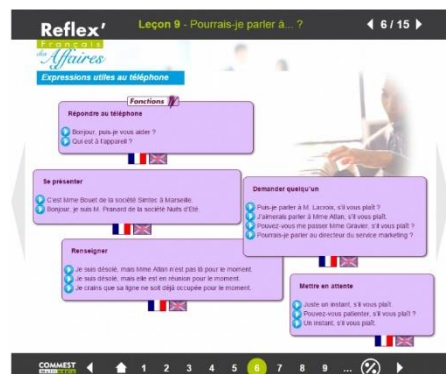 Reflex'
Français
des Affaires
Leçon 9 - Pourrais-je parler à... ?
6 / 15
Expressions utiles au téléphone
Fonctions
Répondre au téléphone
Bonjour, puis-je vous aider ?
Qui est à l'appareil ?
Se présenter
C'est Mme Bouet de la société Simtec à Marseille.
Bonjour, je suis M. Pranard de la société Nuits d'Eté.
Demander quelqu'un
Puis-je parler à M. Lacroix, s'il vous plaît ?
J'aimerais parler à Mme Allan, s'il vous plaît.
Pouvez-vous me passer Mme Gravier, s'il vous plaît ?
Pourrais-je parler au directeur du service marketing ?
Renseigner
Je suis désolé, mais Mme Allan n'est pas là pour le moment.
Je suis désolé, mais elle est en réunion pour le moment.
Je crains que sa ligne ne soit déjà occupée pour le moment.
Mettre en attente
Juste un instant, s'il vous plaît.
Pouvez-vous patienter, s'il vous plaît ?
Un instant, s'il vous plaît.
COMMEST
MULTIMEDIA
1 2 3 4 5 6 7 8 9 ...